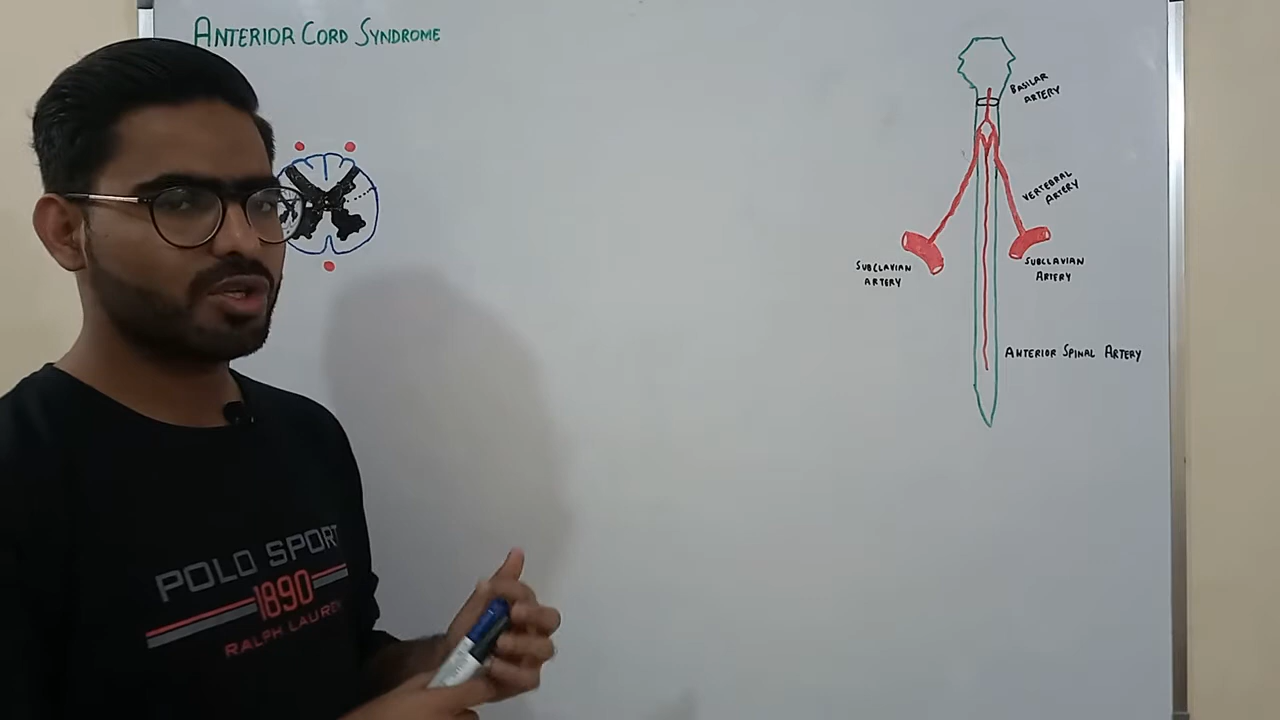 ANTERIOR CORD SYNDROME
BASILAR
ARTERY
VERTEBRAL
ARTERY
SUBCLAVIAN
ARTERY
SUBCLAVIAN
ARTERY
ANTERIOR SPINAL ARTERY
POLO SPORT
1890
RALPH LAUREN